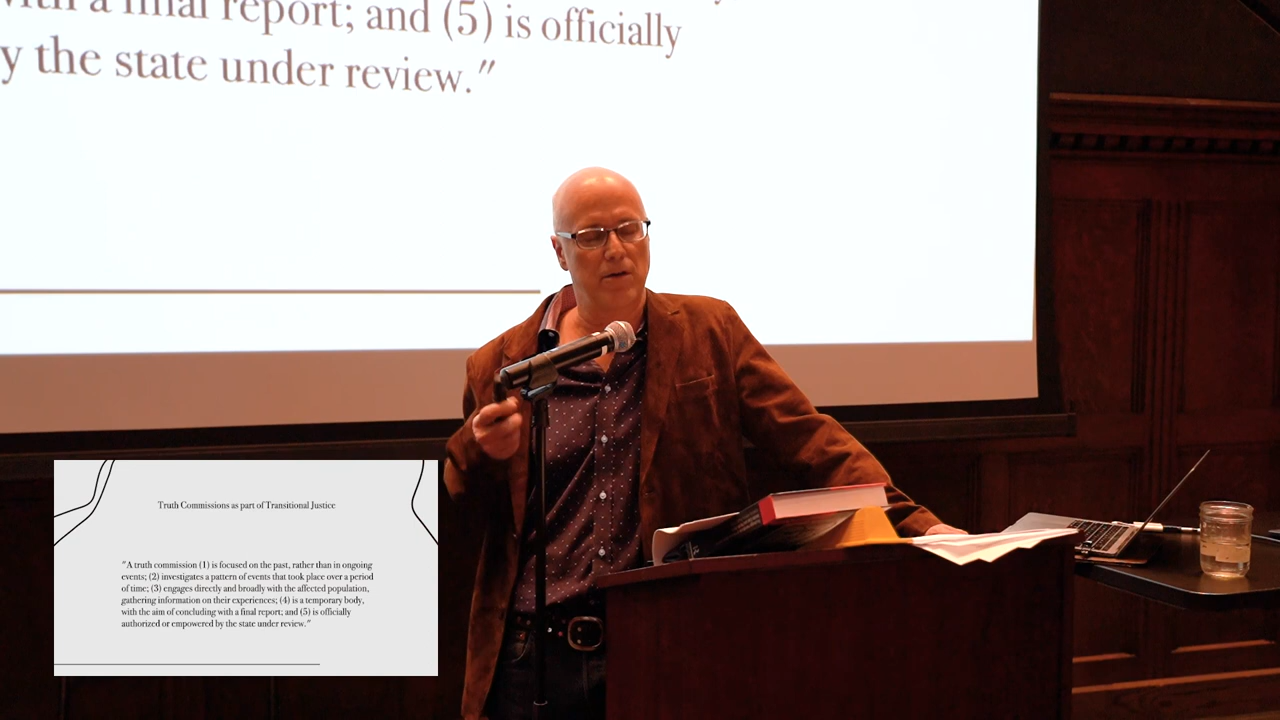 with a final report; and (5) is officially
y the state under review."
Truth Commissions as part of Transitional Justice
"A truth commission (1) is focused on the past, rather than in ongoing
events; (2) investigates a pattern of events that took place over a period
of time; (3) engages directly and broadly with the affected population,
gathering information on their experiences; (4) is a temporary body,
with the aim of concluding with a final report; and (5) is officially
authorized or empowered by the state under review."